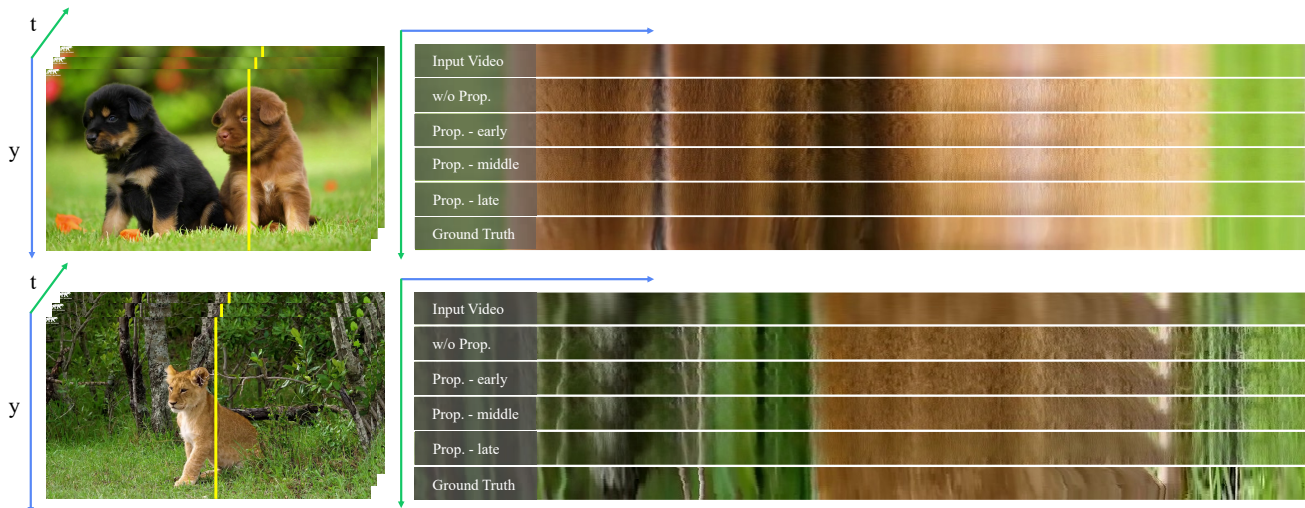 t
y
Input Video
w/o Prop.
Prop. - early
Prop. - middle
Prop. - late
Ground Truth
t
y
Input Video
w/o Prop.
Prop. - early
Prop. - middle
Prop. - late
Ground Truth